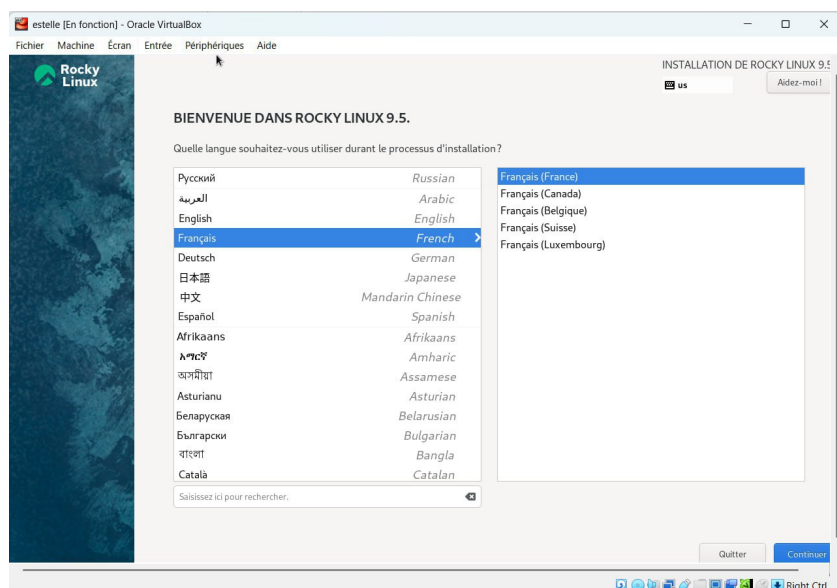 estelle [En fonction] - Oracle VirtualBox
Fichier Machine Écran Entrée Périphériques Aide
Rocky
Linux
INSTALLATION DE ROCKY LINUX 9.5
us
Aidez-moi !
BIENVENUE DANS ROCKY LINUX 9.5.
Quelle langue souhaitez-vous utiliser durant le processus d'installation ?
Русский Russian
العربية Arabic
English English
Français French
Deutsch German
日本語 Japanese
中文 Mandarin Chinese
Español Spanish
Afrikaans Afrikaans
አማርኛ Amharic
অসমীয়া Assamese
Asturianu Asturian
Беларуская Belarusian
Български Bulgarian
বাংলা Bangla
Català Catalan
Français (France)
Français (Canada)
Français (Belgique)
Français (Suisse)
Français (Luxembourg)
Saisissez ici pour rechercher.
Quitter
Continuer
Right Ctrl